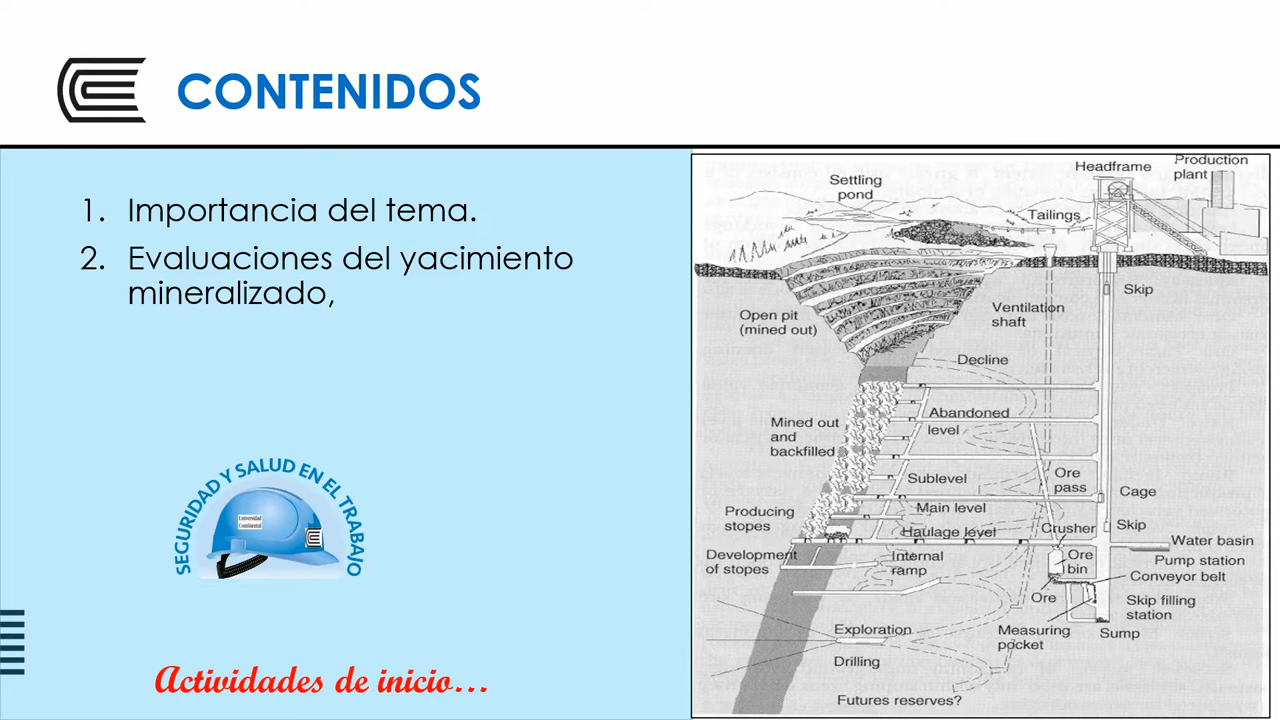 CONTENIDOS
1. Importancia del tema.
2. Evaluaciones del yacimiento
mineralizado,
SEGURIDAD Y SALUD EN EL TRABAJO
Universidad
Continental
Actividades de inicio...
Headframe
Production
plant
Settling
pond
Tailings
Skip
Open pit
(mined out)
Ventilation
shaft
Decline
Abandoned
level
Mined out
and
backfilled
Ore
pass
Sublevel
Cage
Main level
Producing
stopes
Haulage level
Crusher
Skip
Water basin
Development
of stopes
Internal
ramp
Ore
bin
Pump station
Conveyor belt
Ore
Skip filling
station
Exploration
Measuring
pocket
Sump
Drilling
Futures reserves?